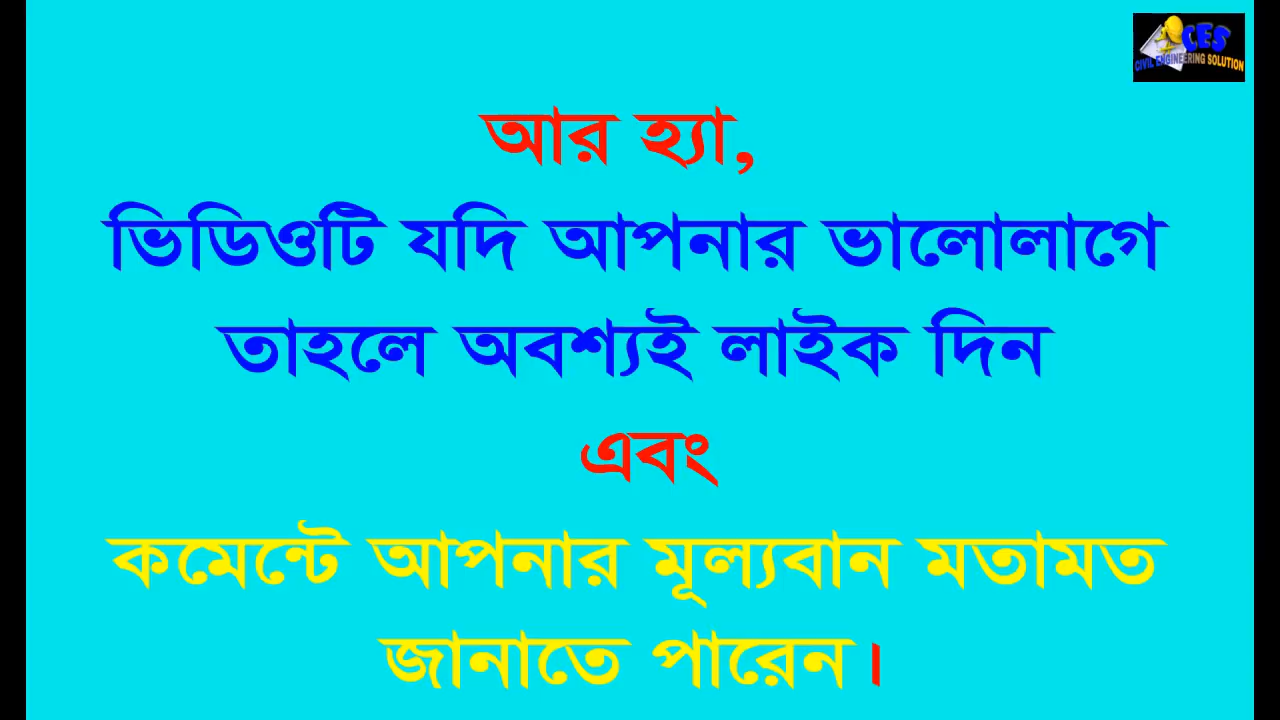 CES
CIVIL ENGINEERING SOLUTION
আর হ্যা,
ভিডিওটি যদি আপনার ভালোলাগে
তাহলে অবশ্যই লাইক দিন
এবং
কমেন্টে আপনার মূল্যবান মতামত
জানাতে পারেন।